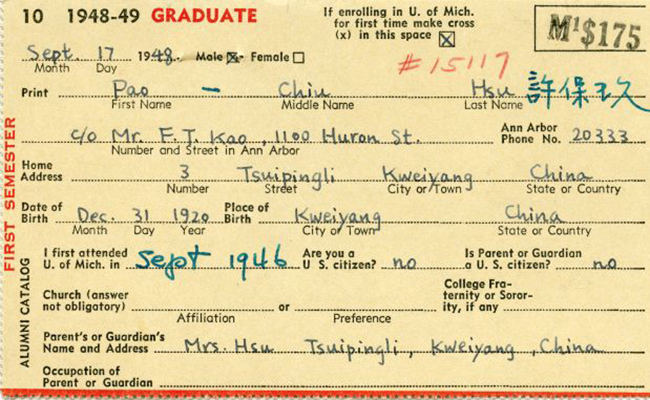 10 1948-49 GRADUATE
If enrolling in U. of Mich.
for first time make cross
(x) in this space ☒
M¹$175
Sept. 17 1948. Male ☒ Female ☐
Month Day
#15117
Print Pao – Chiu Hsu 許保玖
First Name Middle Name Last Name
c/o Mr. F. T. Kao, 1100 Huron St. Ann Arbor Phone No. 20333
Number and Street in Ann Arbor
Home Address 3 Tsuipingli Kweiyang China
Number Street City or Town State or Country
Date of Birth Dec. 31 1920 Place of Birth Kweiyang China
Month Day Year City or Town State or Country
FIRST SEMESTER
ALUMNI CATALOG
I first attended U. of Mich. in Sept 1946 Are you a U S. citizen? no Is Parent or Guardian a U. S. citizen? no
Church (answer not obligatory) or College Fraternity or Sorority, if any
Affiliation Preference
Parent's or Guardian's Name and Address Mrs. Hsu Tsuipingli, Kweiyang, China
Occupation of Parent or Guardian